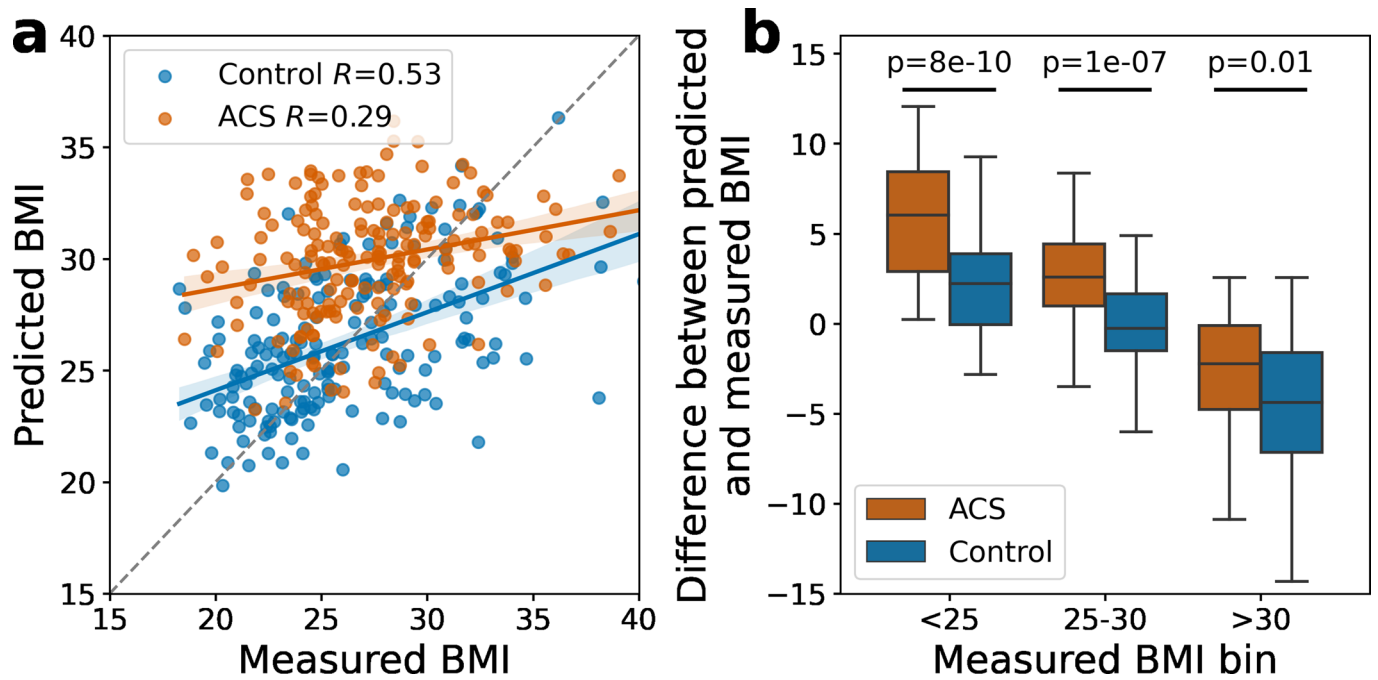 a
40
35
30
25
20
15
Predicted BMI
Control R=0.53
ACS R=0.29
15 20 25 30 35 40
Measured BMI
b
Difference between predicted
and measured BMI
15
10
5
0
−5
−10
−15
p=8e-10 p=1e-07 p=0.01
ACS
Control
<25 25-30 >30
Measured BMI bin